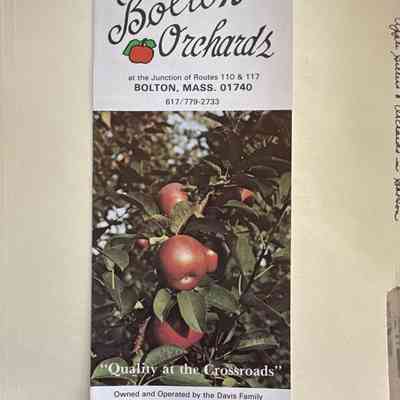 Bolton
Orchards
at the Junction of Routes 110 & 117
BOLTON, MASS. 01740
617/779-2733
"Quality at the Crossroads"
Owned and Operated by the Davis Family